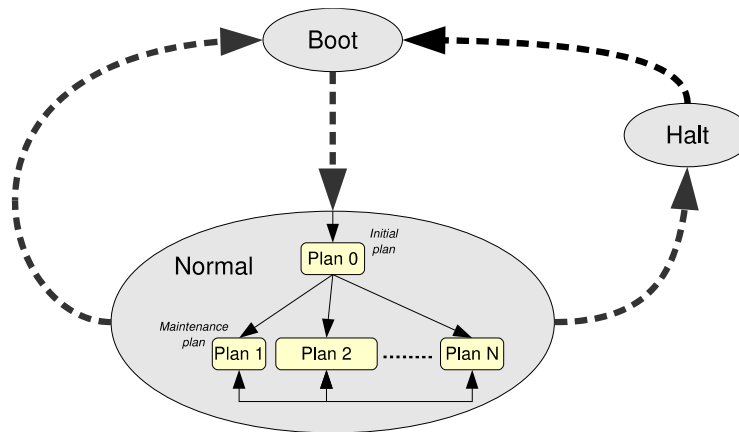 Boot
Halt
Initial
plan
Plan 0
Normal
Maintenance
plan
Plan 1
Plan 2
Plan N